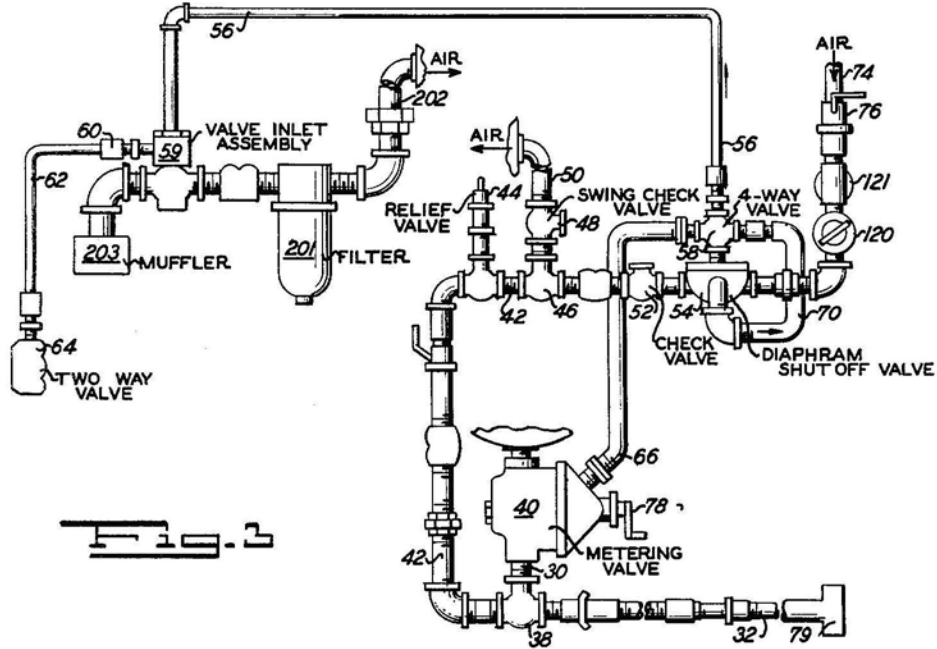 56
AIR
202
AIR
74
76
60
59
VALVE INLET
ASSEMBLY
62
AIR
50
44
RELIEF
VALVE
SWING CHECK
VALVE
48
56
4-WAY
VALVE
121
120
203
MUFFLER
201
FILTER
58
42
46
52
54
70
CHECK
VALVE
DIAPHRAM
SHUT OFF VALVE
64
TWO WAY
VALVE
66
40
78
METERING
VALVE
Fig. 3
42
30
38
32
79